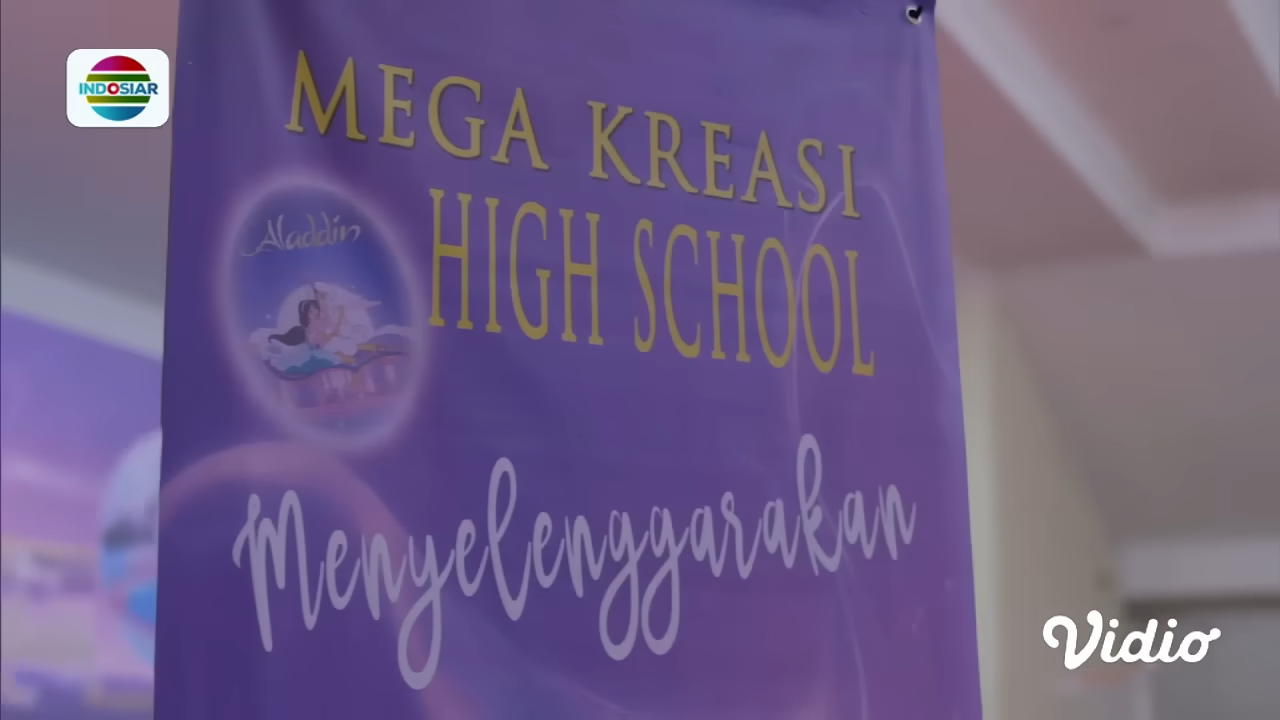 INDOSIAR
MEGA KREASI
HIGH SCHOOL
Aladdin
Menyelenggarakan
Vidio